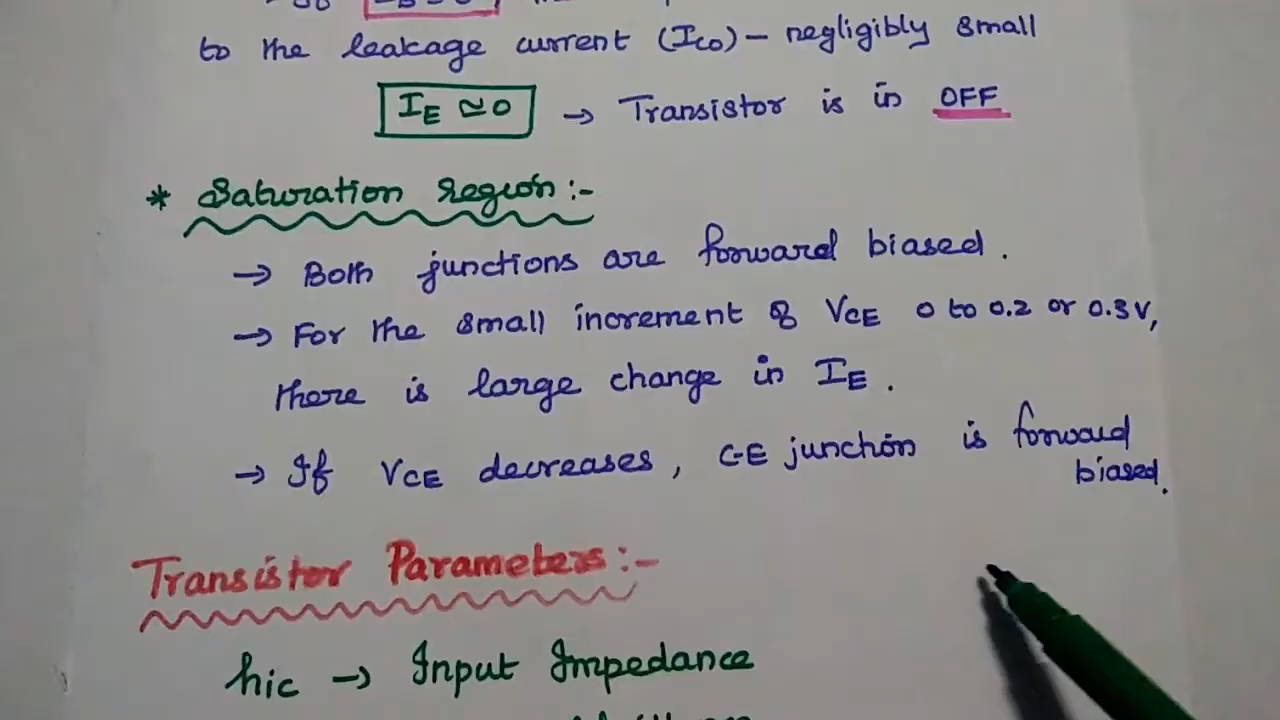 to the leakage current (ICO) – negligibly small
IE ≃ 0 → Transistor is in OFF
* Saturation region:-
→ Both junctions are forward biased.
→ For the small increment of VCE 0 to 0.2 or 0.3V,
there is large change in IE.
→ If VCE decreases, C-E junction is forward
biased.
Transistor Parameters:-
hic → Input Impedance